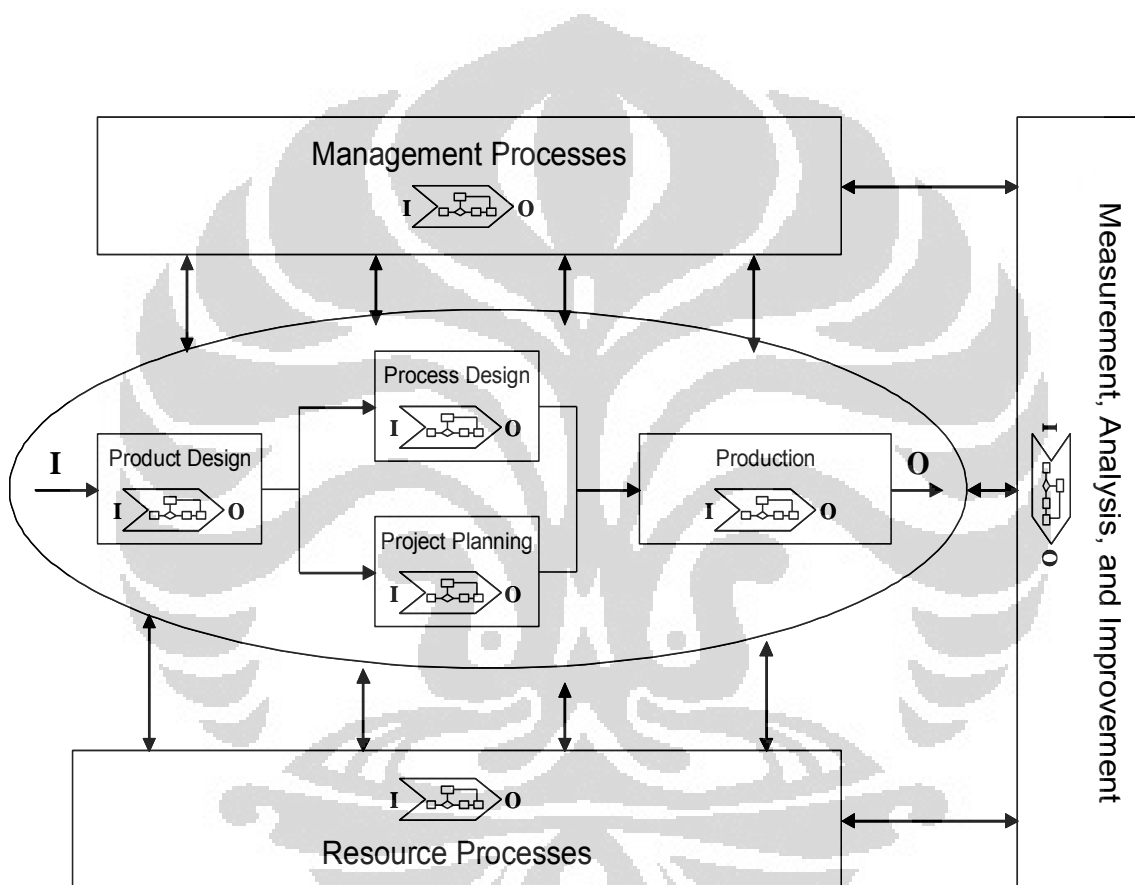 Management Processes
I O
Process Design
I O
I
Product Design
I O
Project Planning
I O
Production
I O
O
I O
Resource Processes
Measurement, Analysis, and Improvement
I O